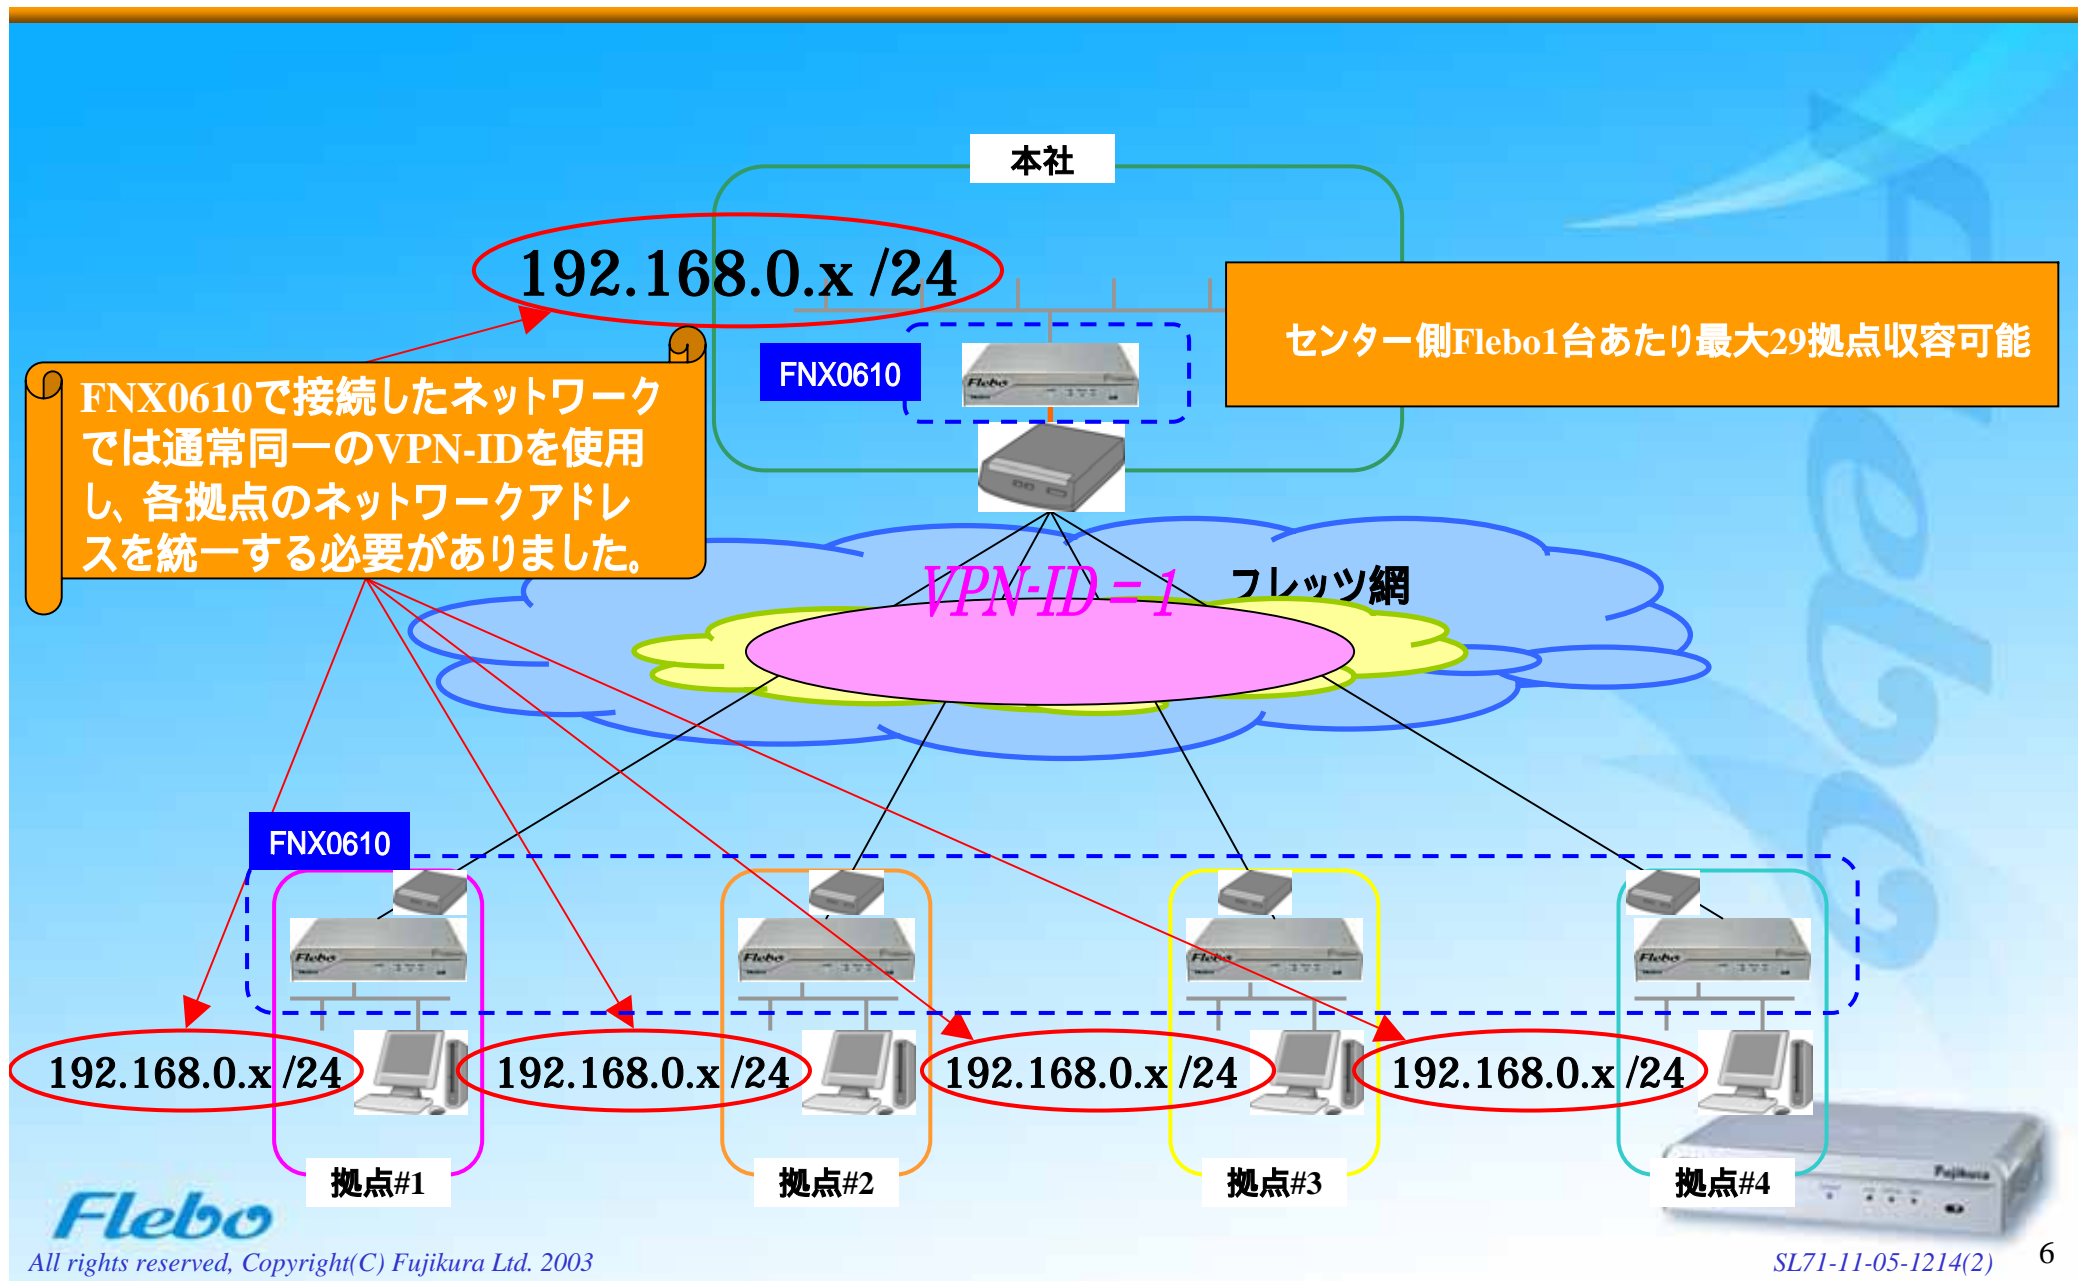 本社
192.168.0.x /24
センター側Flebo1台あたり最大29拠点収容可能
FNX0610
Flebo
FNX0610で接続したネットワーク
では通常同一のVPN-IDを使用
し、各拠点のネットワークアドレ
スを統一する必要がありました。
VPN-ID = 1
フレッツ網
FNX0610
Flebo
Flebo
Flebo
Flebo
192.168.0.x /24
192.168.0.x /24
192.168.0.x /24
192.168.0.x /24
拠点#1
拠点#2
拠点#3
拠点#4
Fujikura
Flebo
Flebo
All rights reserved, Copyright(C) Fujikura Ltd. 2003
SL71-11-05-1214(2)
6